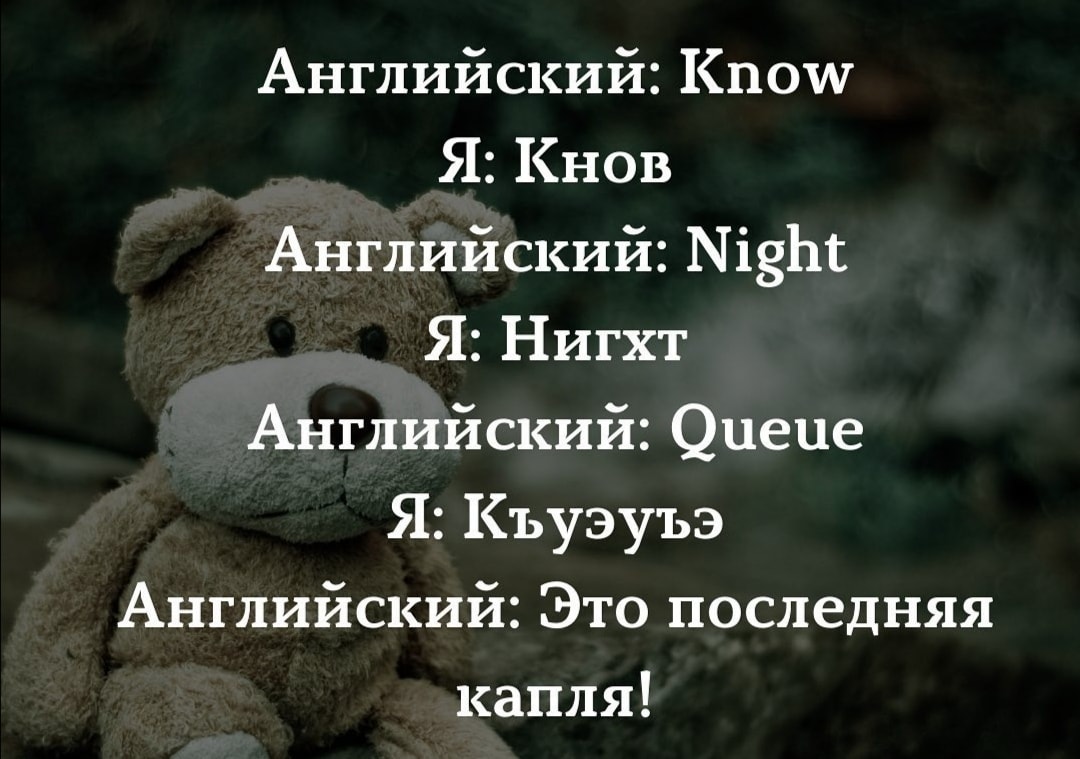 Английский: Know
Я: Кнов
Английский: Night
Я: Нигхт
Английский: Queue
Я: Къуэуъэ
Английский: Это последняя
капля!